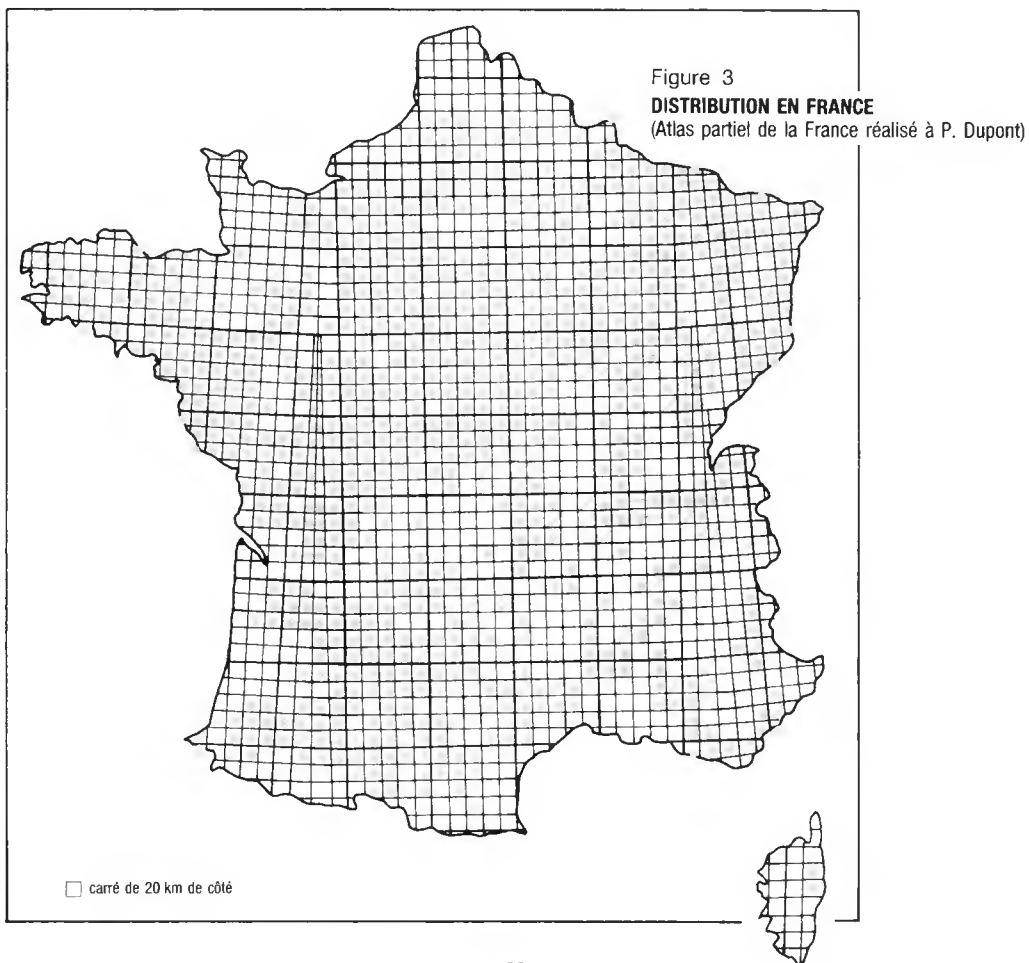 Figure 3
DISTRIBUTION EN FRANCE
(Atlas partiel de la France réalisé à P. Dupont)
carré de 20 km de côté